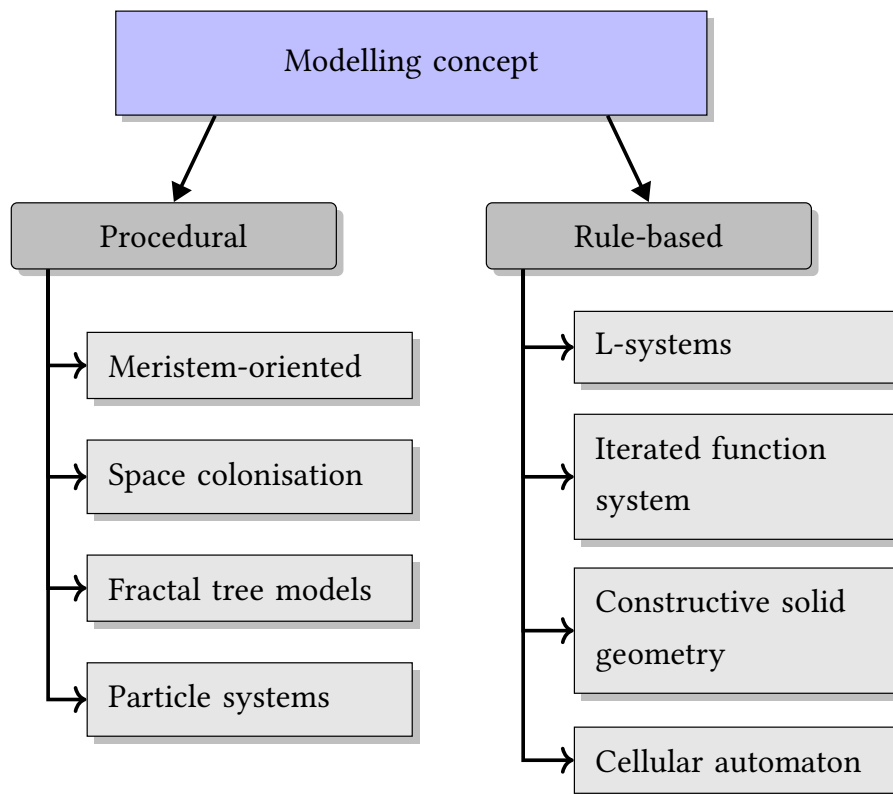 Modelling concept
Procedural
Meristem-oriented
Space colonisation
Fractal tree models
Particle systems
Rule-based
L-systems
Iterated function
system
Constructive solid
geometry
Cellular automaton